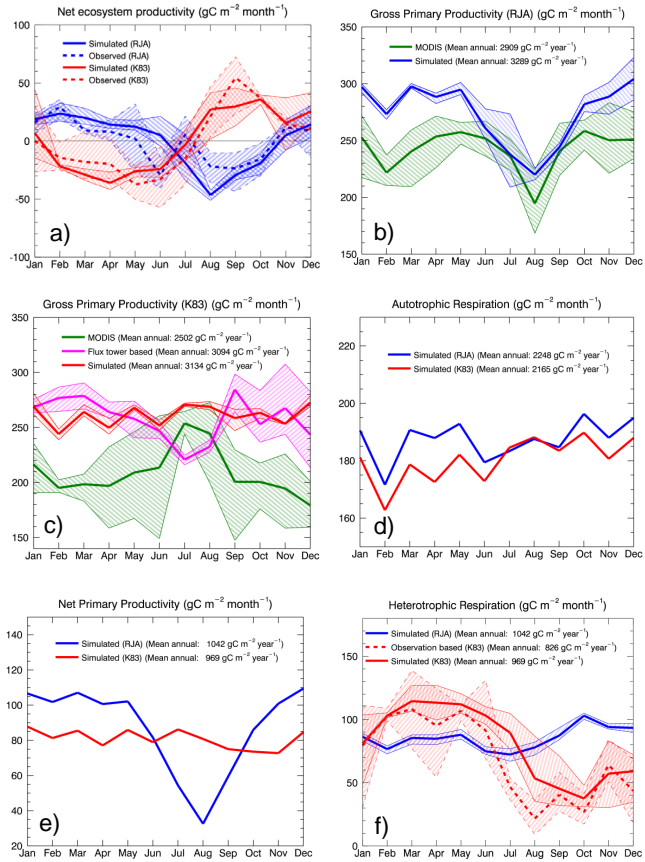 Net ecosystem productivity (gC m⁻² month⁻¹)
100
50
0
-50
-100
Simulated (RJA)
Observed (RJA)
Simulated (K83)
Observed (K83)
a)
Jan Feb Mar Apr May Jun Jul Aug Sep Oct Nov Dec
Gross Primary Productivity (RJA) (gC m⁻² month⁻¹)
350
300
250
200
150
MODIS (Mean annual: 2909 gC m⁻² year⁻¹)
Simulated (Mean annual: 3289 gC m⁻² year⁻¹)
b)
Jan Feb Mar Apr May Jun Jul Aug Sep Oct Nov Dec
Gross Primary Productivity (K83) (gC m⁻² month⁻¹)
350
300
250
200
150
MODIS (Mean annual: 2502 gC m⁻² year⁻¹)
Flux tower based (Mean annual: 3094 gC m⁻² year⁻¹)
Simulated (Mean annual: 3134 gC m⁻² year⁻¹)
c)
Jan Feb Mar Apr May Jun Jul Aug Sep Oct Nov Dec
Autotrophic Respiration (gC m⁻² month⁻¹)
220
200
180
160
Simulated (RJA) (Mean annual: 2248 gC m⁻² year⁻¹)
Simulated (K83) (Mean annual: 2165 gC m⁻² year⁻¹)
d)
Jan Feb Mar Apr May Jun Jul Aug Sep Oct Nov Dec
Net Primary Productivity (gC m⁻² month⁻¹)
140
120
100
80
60
40
20
Simulated (RJA) (Mean annual: 1042 gC m⁻² year⁻¹)
Simulated (K83) (Mean annual: 969 gC m⁻² year⁻¹)
e)
Jan Feb Mar Apr May Jun Jul Aug Sep Oct Nov Dec
Heterotrophic Respiration (gC m⁻² month⁻¹)
150
100
50
0
Simulated (RJA) (Mean annual: 1042 gC m⁻² year⁻¹)
Observation based (K83) (Mean annual: 826 gC m⁻² year⁻¹)
Simulated (K83) (Mean annual: 969 gC m⁻² year⁻¹)
f)
Jan Feb Mar Apr May Jun Jul Aug Sep Oct Nov Dec